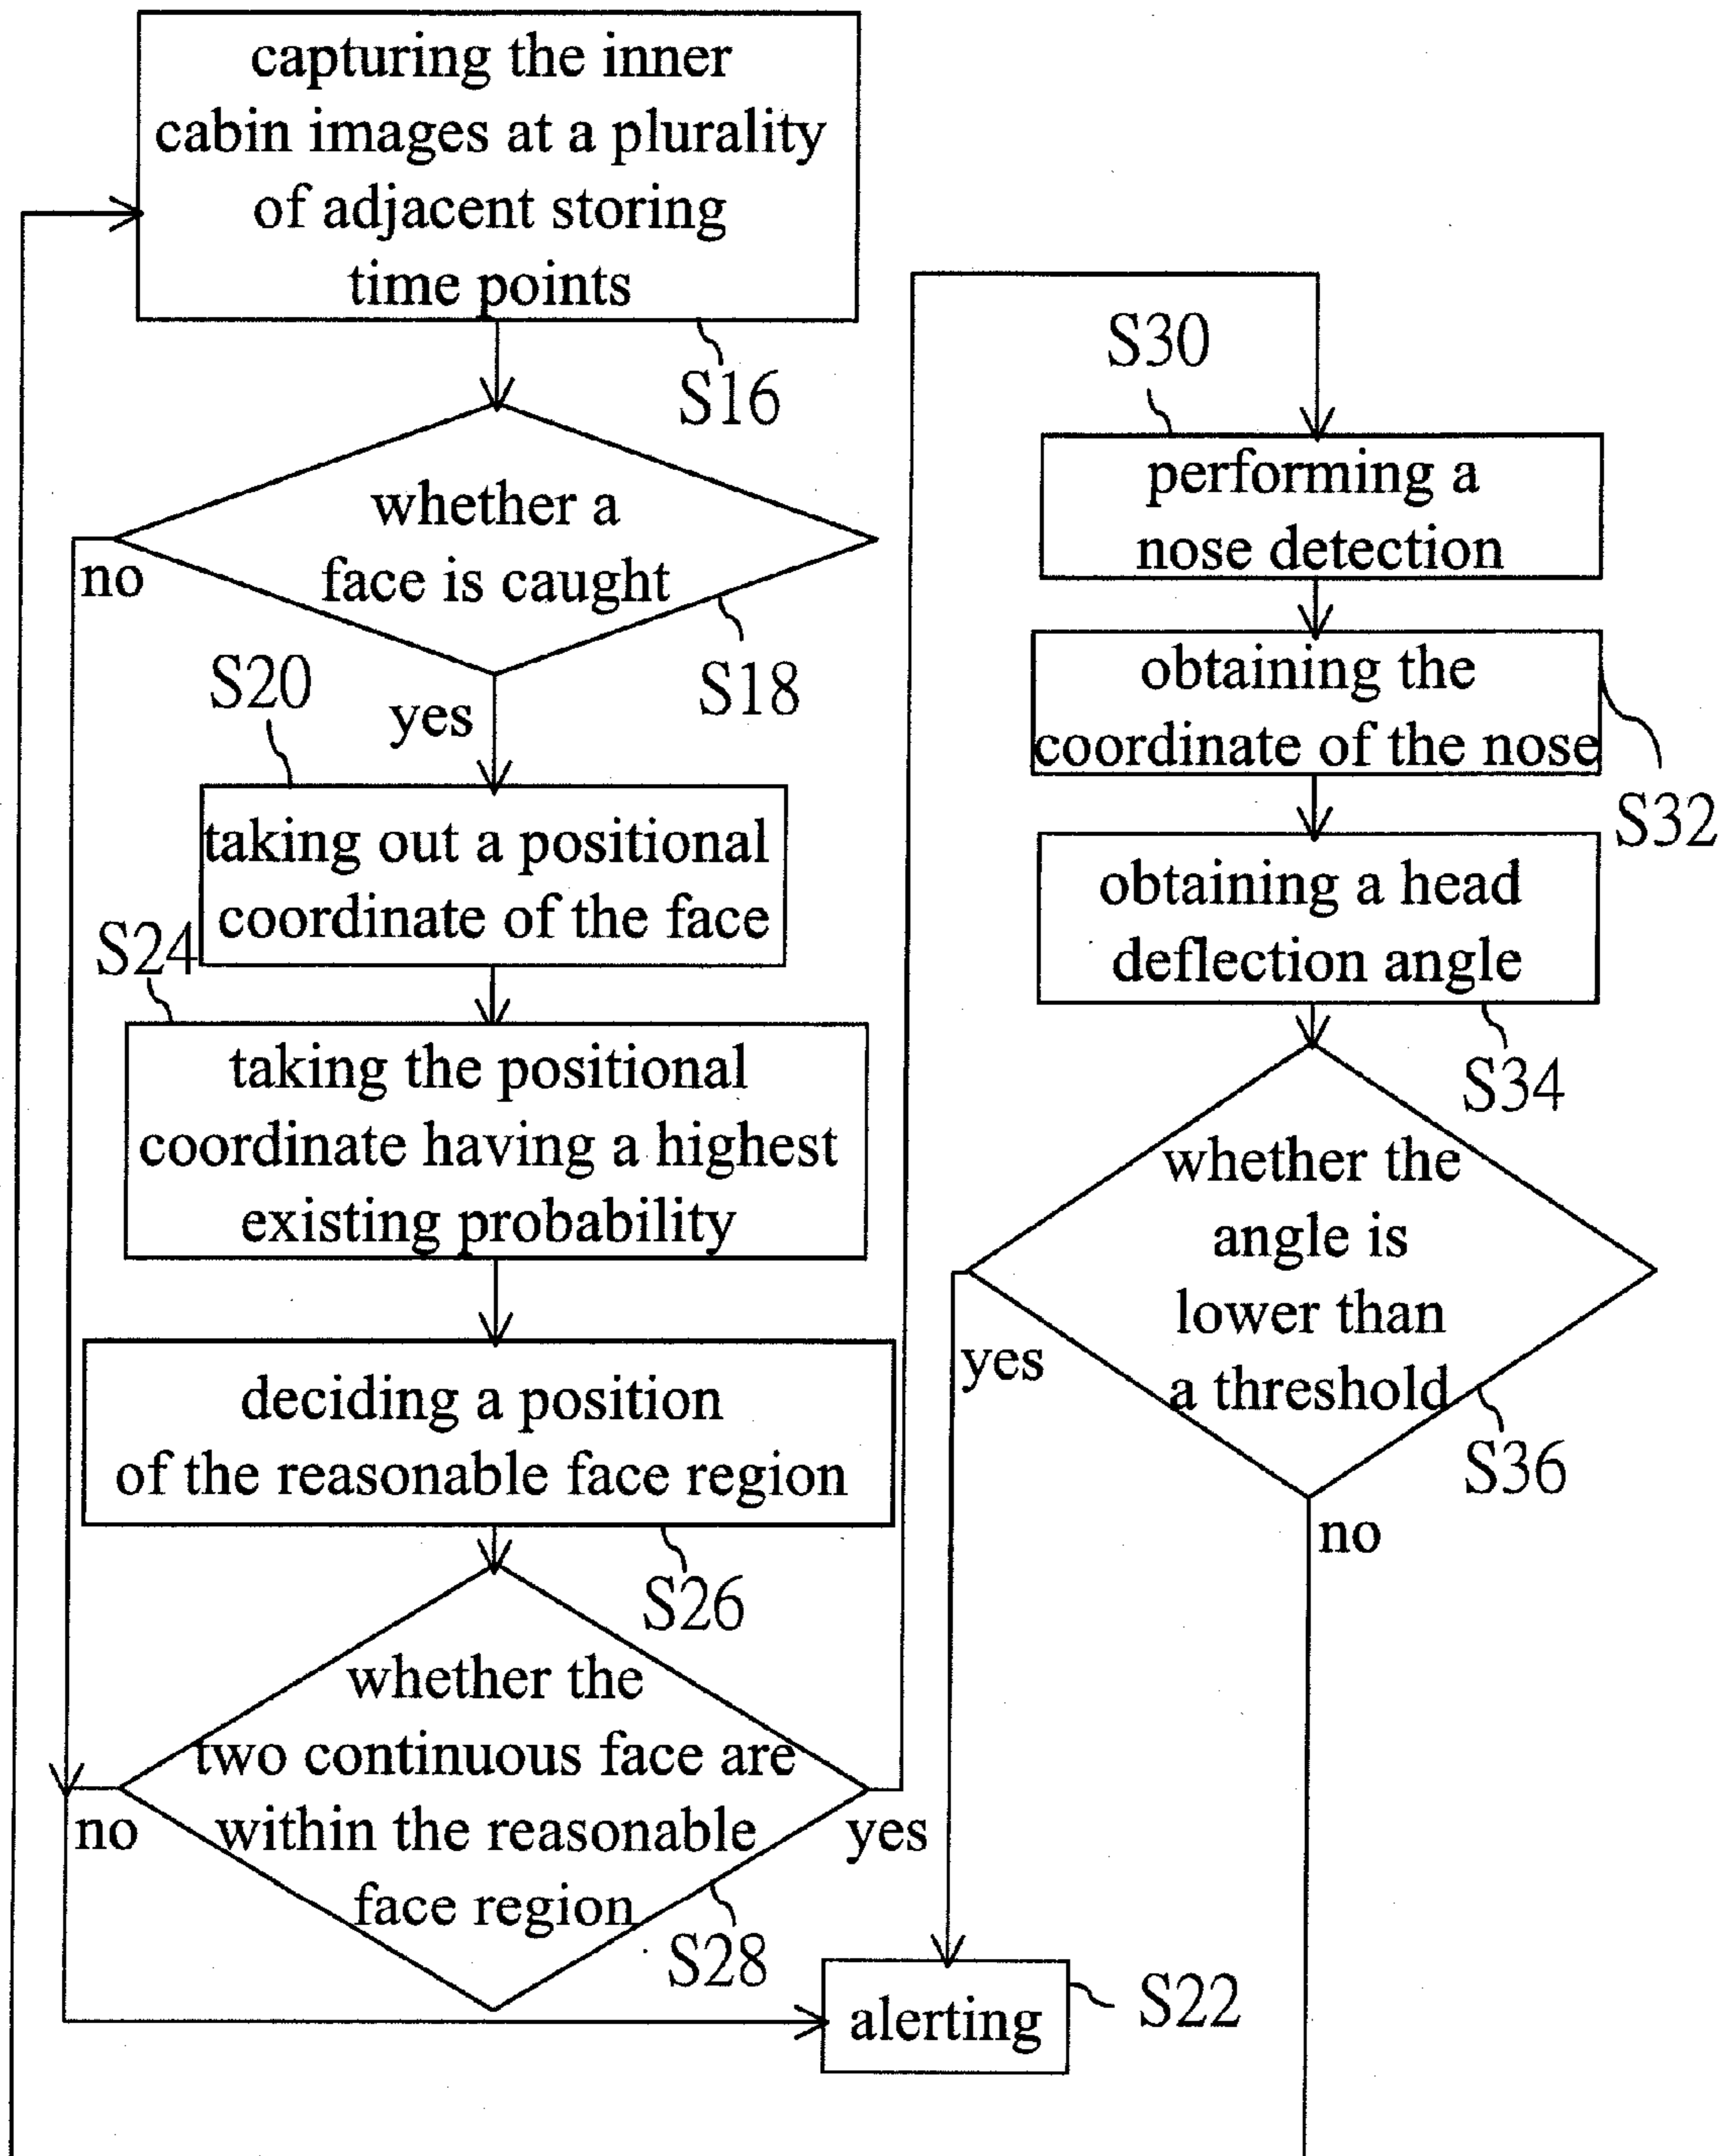 capturing the inner
cabin images at a plurality
of adjacent storing
time points
S16
whether a
face is caught
no
S18
S20
yes
taking out a positional
coordinate of the face
S24
taking the positional
coordinate having a highest
existing probability
deciding a position
of the reasonable face region
S26
whether the
two continuous face are
within the reasonable
face region
no
yes
S28
S30
performing a
nose detection
obtaining the
coordinate of the nose
S32
obtaining a head
deflection angle
S34
whether the
angle is
lower than
a threshold
yes
S36
no
alerting
S22